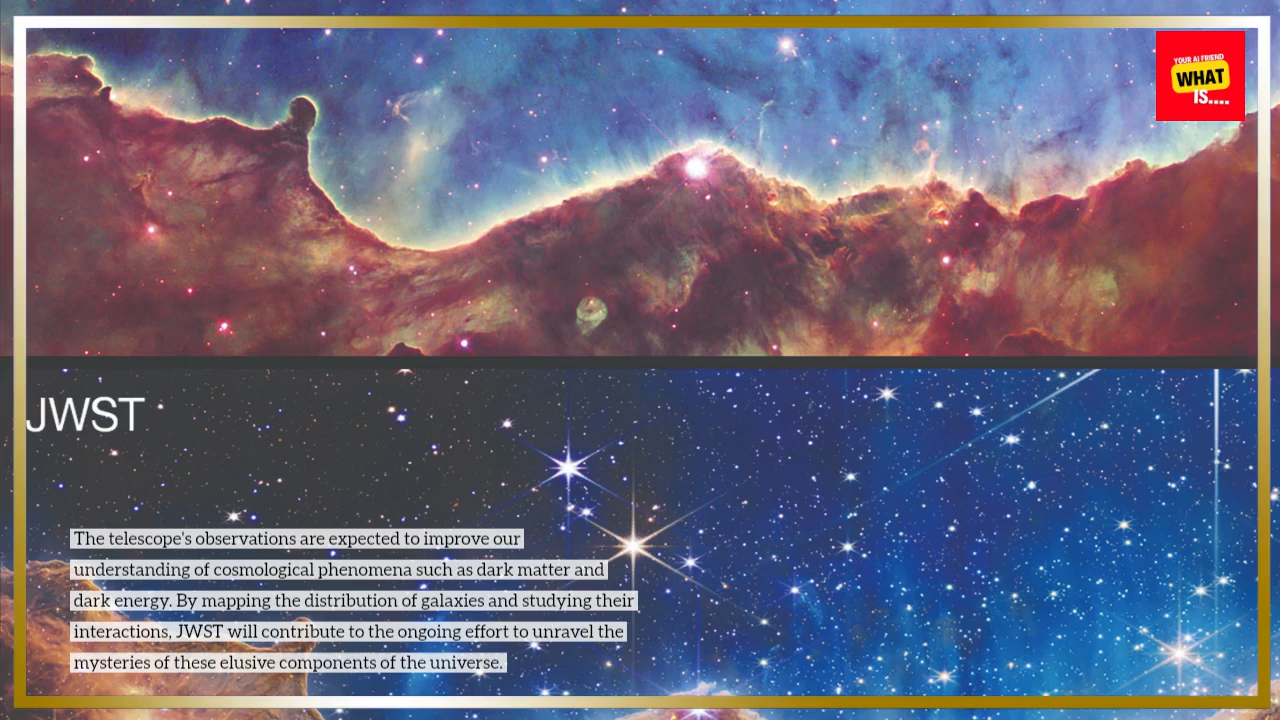 YOUR AI FRIEND
WHAT
IS....
JWST
The telescope's observations are expected to improve our
understanding of cosmological phenomena such as dark matter and
dark energy. By mapping the distribution of galaxies and studying their
interactions, JWST will contribute to the ongoing effort to unravel the
mysteries of these elusive components of the universe.